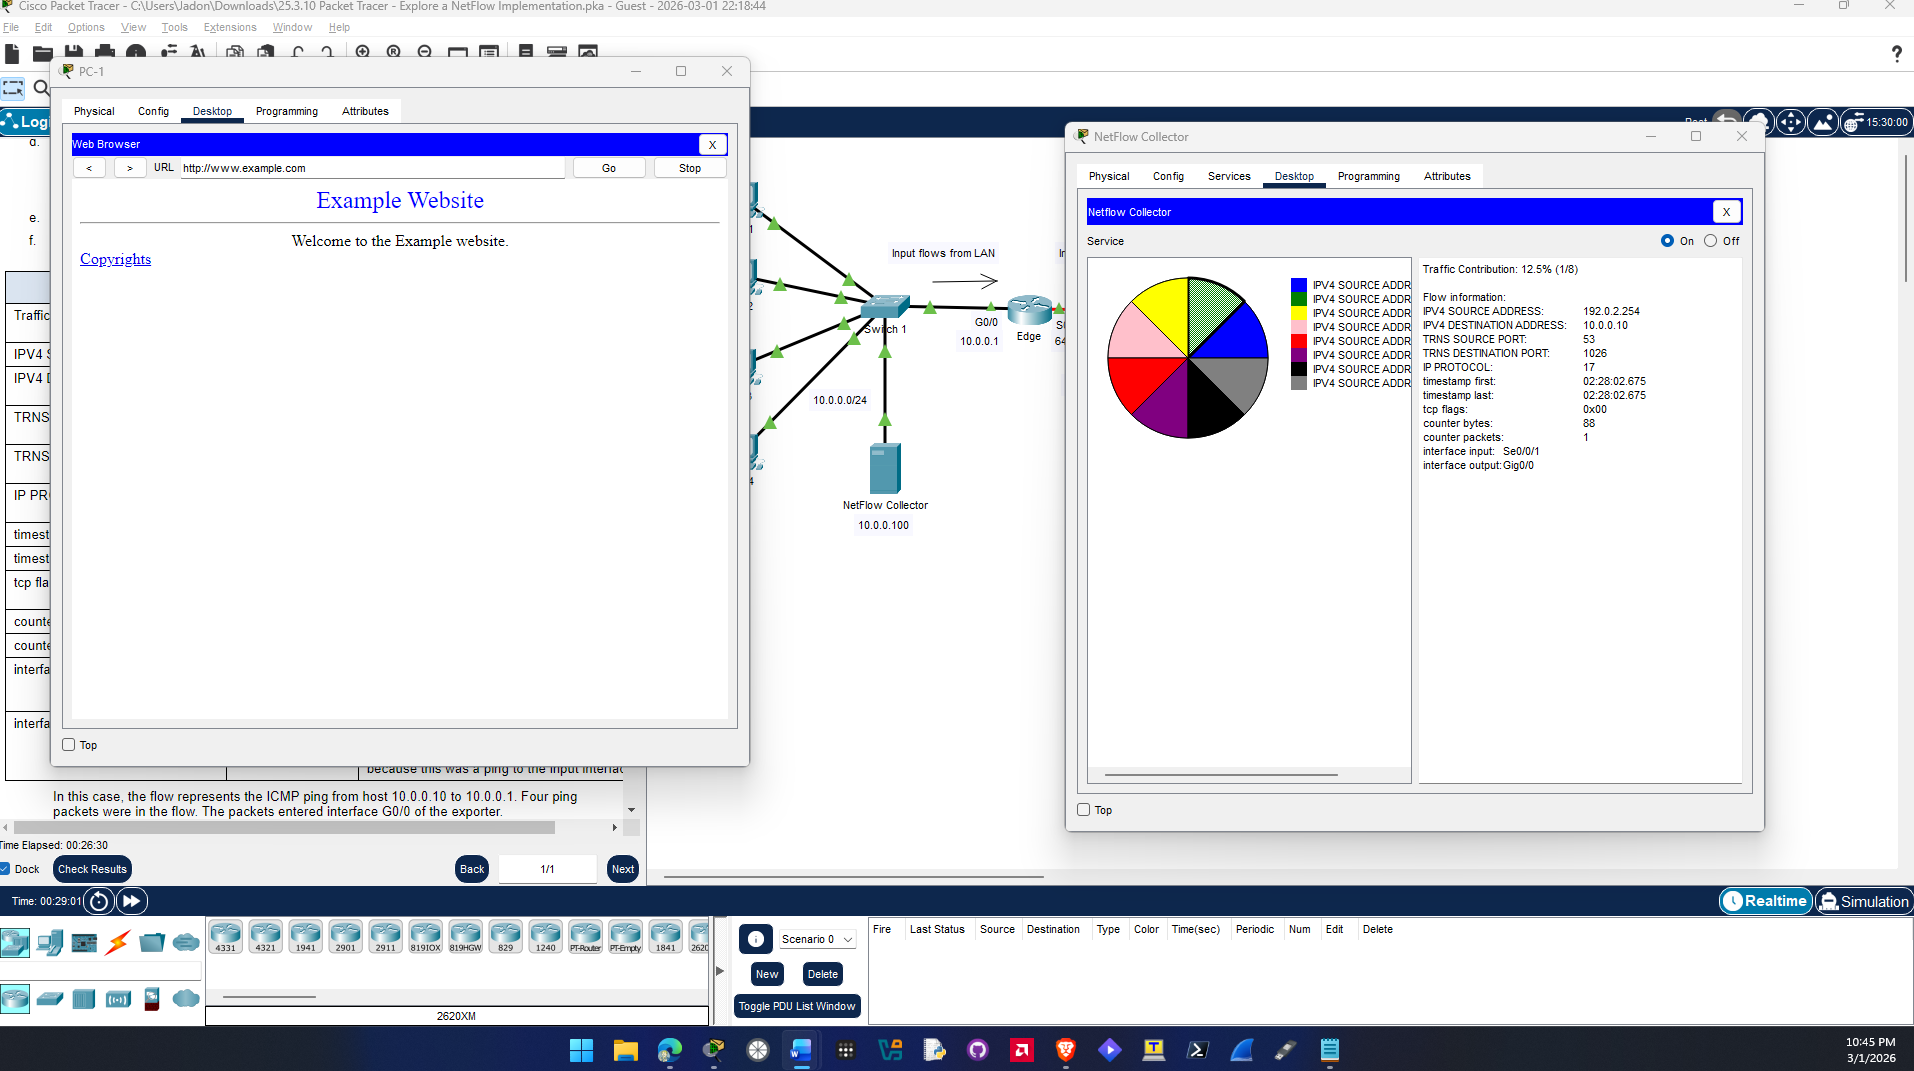 Cisco Packet Tracer - C:\Users\Jadon\Downloads\25.3.10 Packet Tracer - Explore a NetFlow Implementation.pka - Guest - 2026-03-01 22:18:44
File Edit Options View Tools Extensions Window Help
PC-1
Physical Config Desktop Programming Attributes
Web Browser X
< > URL http://www.example.com Go Stop
Example Website
Welcome to the Example website.
Copyrights
Top
Logi
15:30:00
e.
f.
Traffic
IPV4 S
IPV4 D
TRNS
TRNS
IP PR
timest
timest
tcp fla
counte
counte
interfa
interfa
because this was a ping to the input interfac
In this case, the flow represents the ICMP ping from host 10.0.0.10 to 10.0.0.1. Four ping
packets were in the flow. The packets entered interface G0/0 of the exporter.
Time Elapsed: 00:26:30
Dock Check Results Back 1/1 Next
1
2
3
4
Input flows from LAN
Switch 1
G0/0
10.0.0.1
Edge
10.0.0.0/24
NetFlow Collector
10.0.0.100
NetFlow Collector
Physical Config Services Desktop Programming Attributes
Netflow Collector X
Service On Off
IPV4 SOURCE ADDR
IPV4 SOURCE ADDR
IPV4 SOURCE ADDR
IPV4 SOURCE ADDR
IPV4 SOURCE ADDR
IPV4 SOURCE ADDR
IPV4 SOURCE ADDR
IPV4 SOURCE ADDR
Traffic Contribution: 12.5% (1/8)
Flow information:
IPV4 SOURCE ADDRESS: 192.0.2.254
IPV4 DESTINATION ADDRESS: 10.0.0.10
TRNS SOURCE PORT: 53
TRNS DESTINATION PORT: 1026
IP PROTOCOL: 17
timestamp first: 02:28:02.675
timestamp last: 02:28:02.675
tcp flags: 0x00
counter bytes: 88
counter packets: 1
interface input: Se0/0/1
interface output:Gig0/0
Top
Time: 00:29:01
Realtime Simulation
4331 4321 1941 2901 2911 819IOX 819HGW 829 1240 PT-Router PT-Empty 1841 2620
2620XM
Scenario 0
New Delete
Toggle PDU List Window
Fire Last Status Source Destination Type Color Time(sec) Periodic Num Edit Delete
10:45 PM
3/1/2026